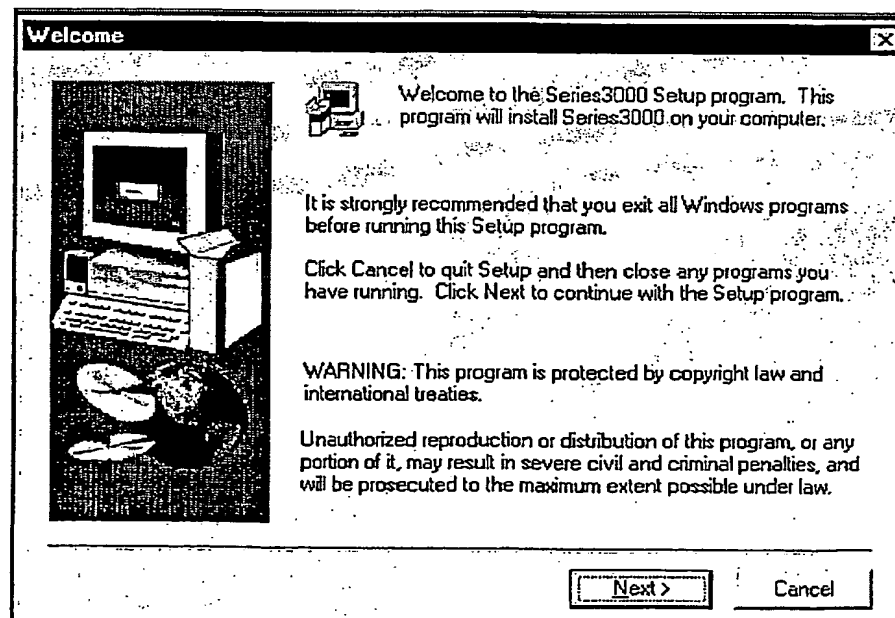 Welcome
Welcome to the Series3000 Setup program. This
program will install Series3000 on your computer.
It is strongly recommended that you exit all Windows programs
before running this Setup program.
Click Cancel to quit Setup and then close any programs you
have running. Click Next to continue with the Setup program.
WARNING: This program is protected by copyright law and
international treaties.
Unauthorized reproduction or distribution of this program, or any
portion of it, may result in severe civil and criminal penalties, and
will be prosecuted to the maximum extent possible under law.
Next >
Cancel